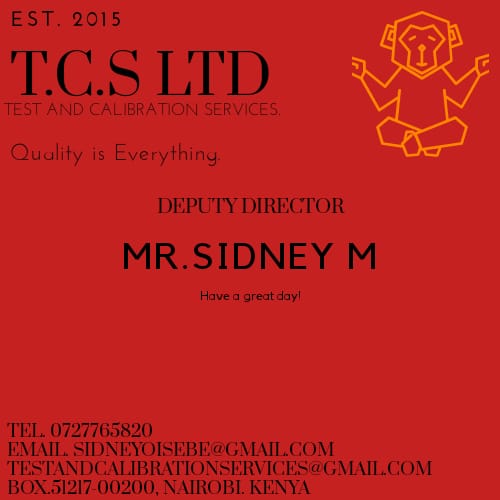 EST. 2015
T.C.S LTD
TEST AND CALIBRATION SERVICES.
Quality is Everything.
DEPUTY DIRECTOR
MR.SIDNEY M
Have a great day!
TEL. 0727765820
EMAIL. SIDNEYOISEBE@GMAIL.COM
TESTANDCALIBRATIONSERVICES@GMAIL.COM
BOX.51217-00200, NAIROBI. KENYA